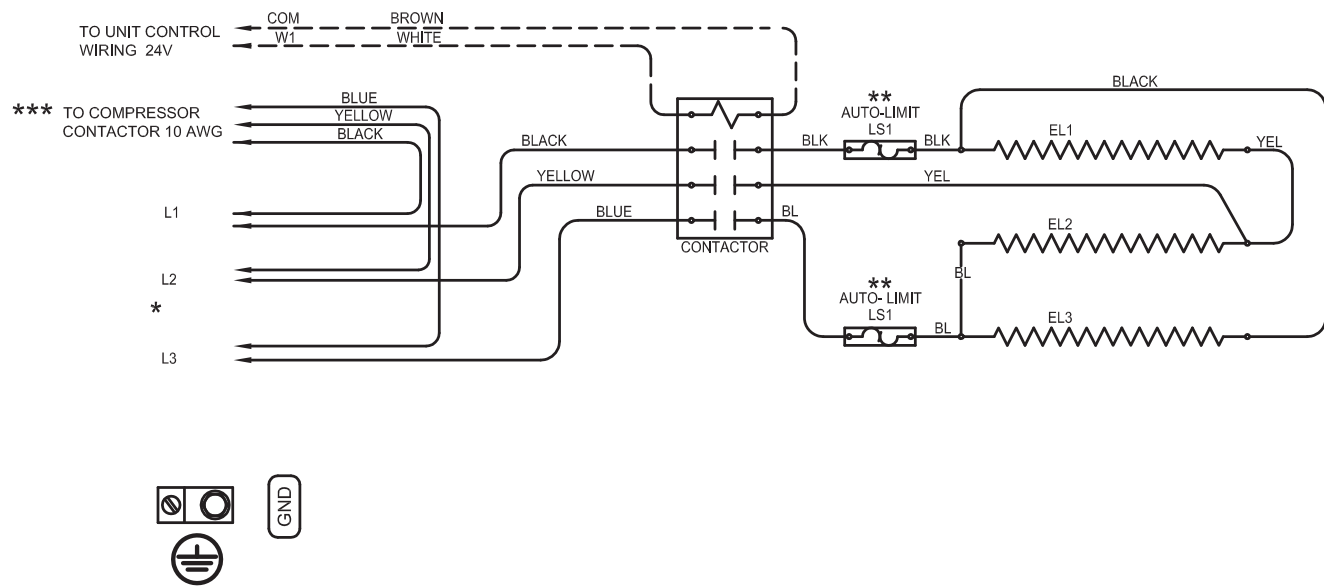 COM BROWN
TO UNIT CONTROL
WIRING 24V
W1 WHITE
*** TO COMPRESSOR
CONTACTOR 10 AWG
BLUE
YELLOW
BLACK
L1
L2
*
L3
BLACK
YELLOW
BLUE
CONTACTOR
BLK
**
AUTO-LIMIT
LS1
BLK
YEL
BL
**
AUTO- LIMIT
LS1
BL
BL
BLACK
EL1
YEL
EL2
EL3
GND